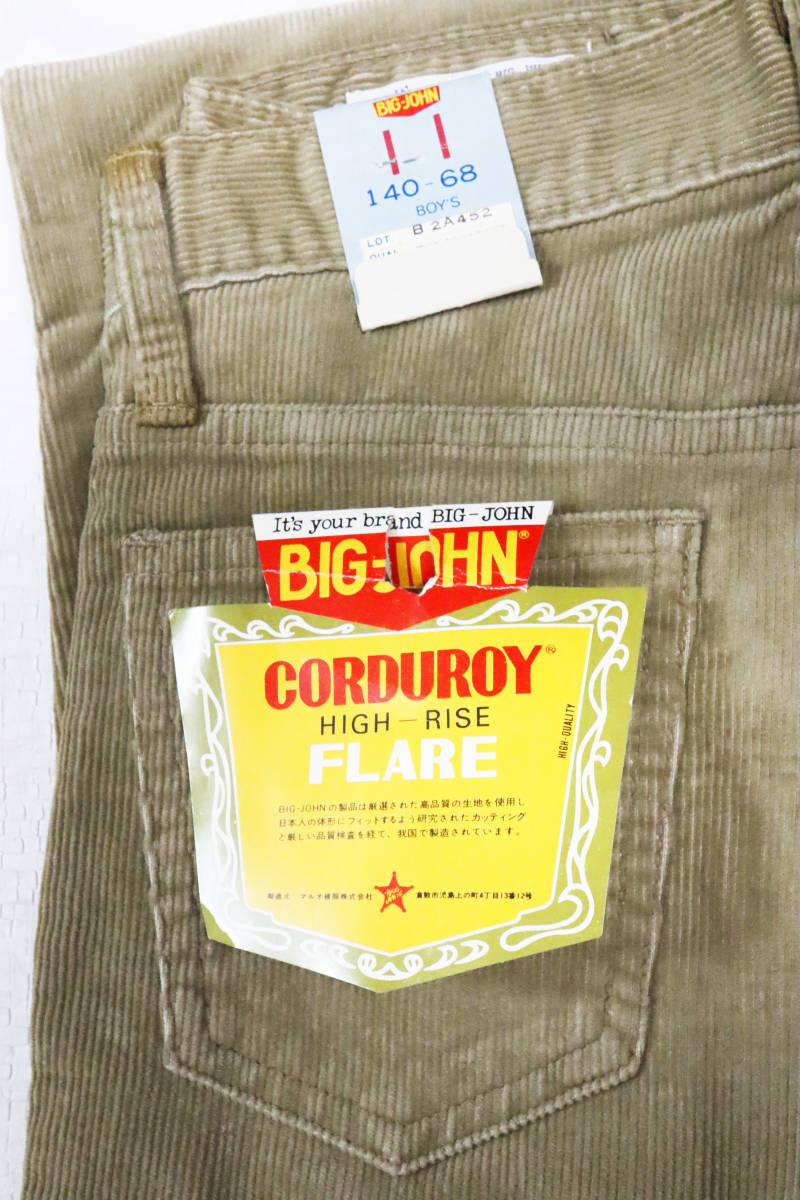 BIG-JOHN
140-68
BOY'S
LOT B 2A452
It's your brand BIG-JOHN
BIG-JOHN®
CORDUROY®
HIGH-RISE
FLARE
HIGH-QUALITY
BIG-JOHNの製品は厳選された高品質の生地を使用し
日本人の体形にフィットするよう研究されたカッティング
と厳しい品質検査を経て、我国で製造されています。
製造元 マルオ被服株式会社
倉敷市児島上の町4丁目13番12号